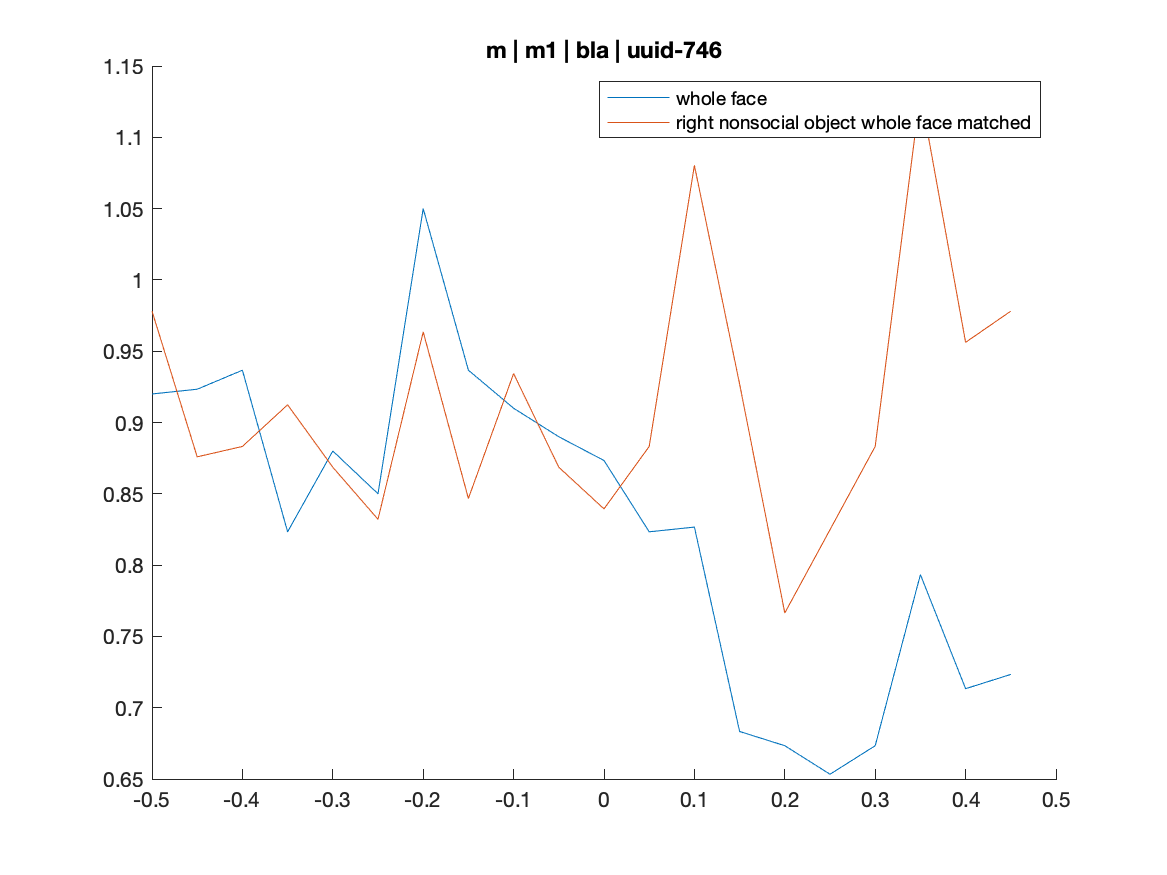 m | m1 | bla | uuid-746
1.15
whole face
right nonsocial object whole face matched
1.1
1.05
1
0.95
0.9
0.85
0.8
0.75
0.7
0.65
-0.5 -0.4 -0.3 -0.2 -0.1 0 0.1 0.2 0.3 0.4 0.5